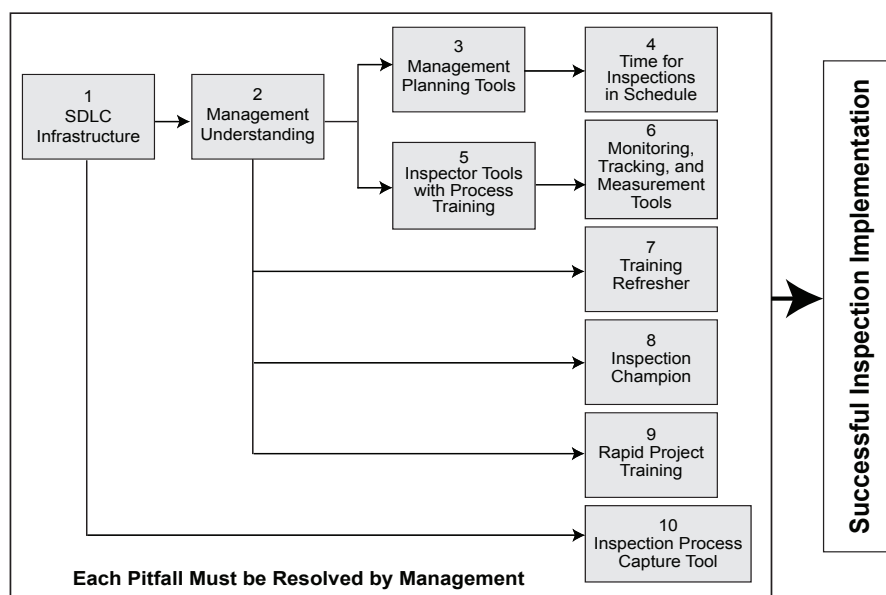 1
SDLC
Infrastructure
2
Management
Understanding
3
Management
Planning Tools
4
Time for
Inspections
in Schedule
5
Inspector Tools
with Process
Training
6
Monitoring,
Tracking, and
Measurement
Tools
7
Training
Refresher
8
Inspection
Champion
9
Rapid Project
Training
10
Inspection Process
Capture Tool
Each Pitfall Must be Resolved by Management
Successful Inspection Implementation